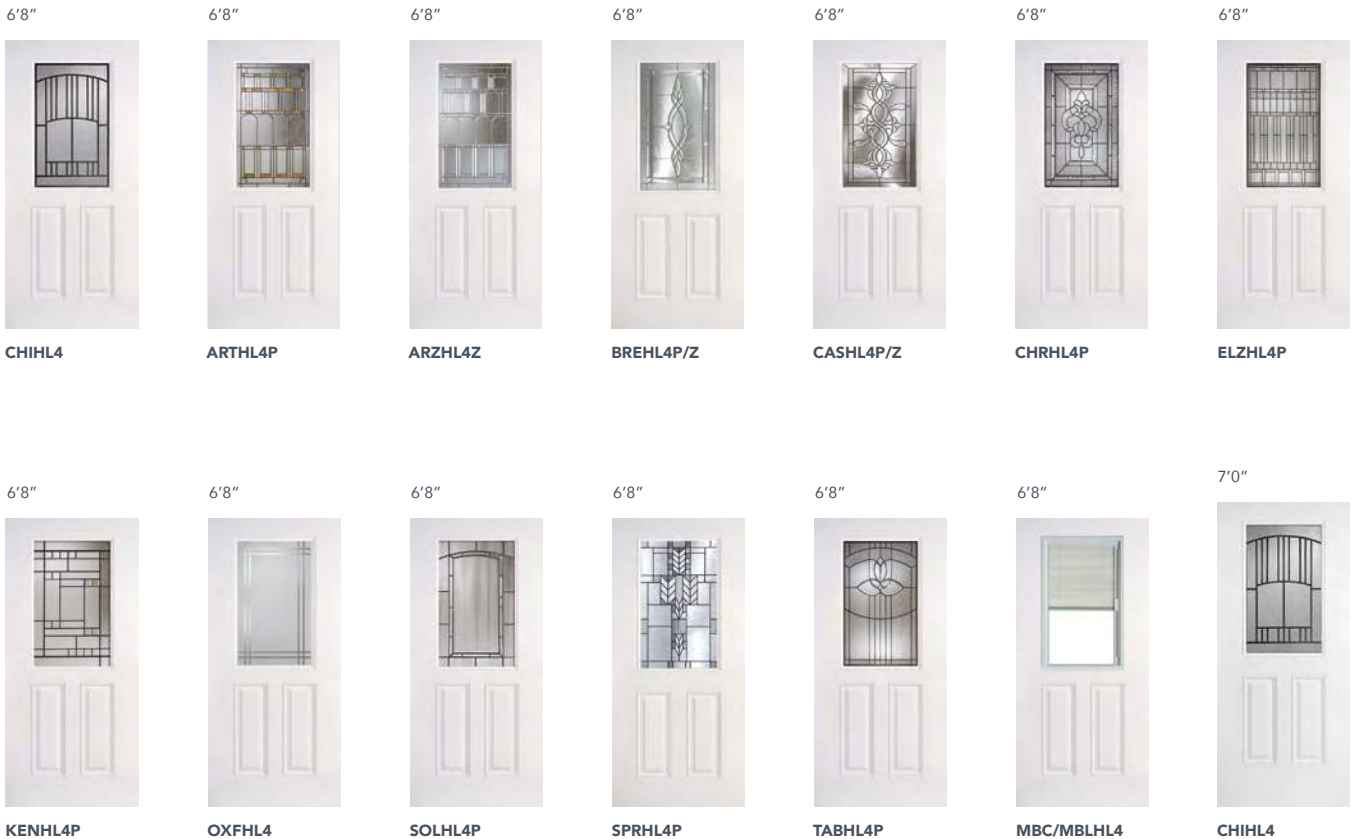 6’8” 6’8” 6’8” 6’8” 6’8” 6’8” 6’8”
CHIHL4 ARTHL4P ARZHL4Z BREHL4P/Z CASHL4P/Z CHRHL4P ELZHL4P
7’0”
6’8” 6’8” 6’8” 6’8” 6’8” 6’8”
KENHL4P OXFHL4 SOLHL4P SPRHL4P TABHL4P MBC/MBLHL4 CHIHL4